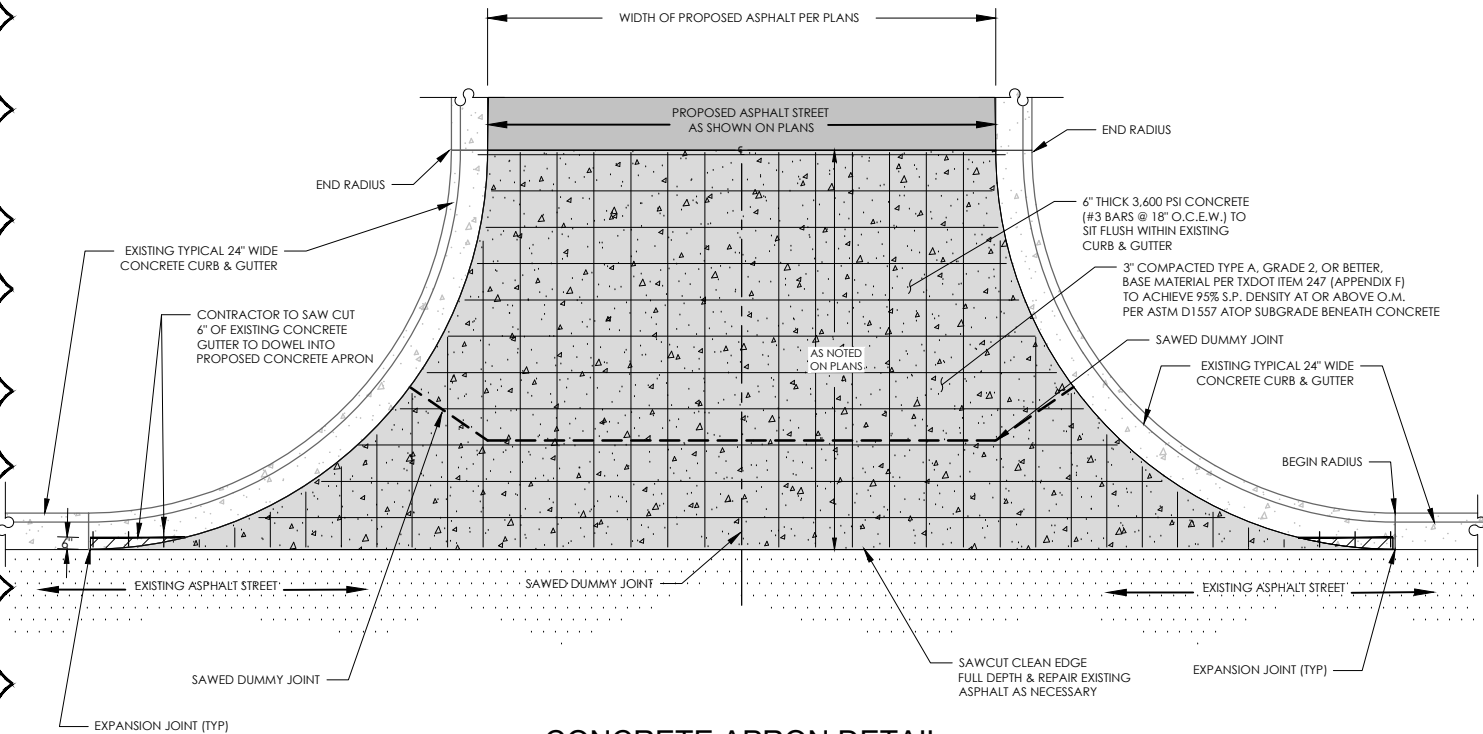 WIDTH OF PROPOSED ASPHALT PER PLANS
PROPOSED ASPHALT STREET
AS SHOWN ON PLANS
END RADIUS
END RADIUS
6" THICK 3,600 PSI CONCRETE
(#3 BARS @ 18" O.C.E.W.) TO
SIT FLUSH WITHIN EXISTING
CURB & GUTTER
EXISTING TYPICAL 24" WIDE
CONCRETE CURB & GUTTER
3" COMPACTED TYPE A, GRADE 2, OR BETTER,
BASE MATERIAL PER TXDOT ITEM 247 (APPENDIX F)
TO ACHIEVE 95% S.P. DENSITY AT OR ABOVE O.M.
PER ASTM D1557 ATOP SUBGRADE BENEATH CONCRETE
CONTRACTOR TO SAW CUT
6" OF EXISTING CONCRETE
GUTTER TO DOWEL INTO
PROPOSED CONCRETE APRON
SAWED DUMMY JOINT
AS NOTED
ON PLANS
EXISTING TYPICAL 24" WIDE
CONCRETE CURB & GUTTER
BEGIN RADIUS
6"
EXISTING ASPHALT STREET
SAWED DUMMY JOINT
EXISTING ASPHALT STREET
SAWED DUMMY JOINT
SAWCUT CLEAN EDGE
FULL DEPTH & REPAIR EXISTING
ASPHALT AS NECESSARY
EXPANSION JOINT (TYP)
EXPANSION JOINT (TYP)
CONCRETE APRON DETAIL